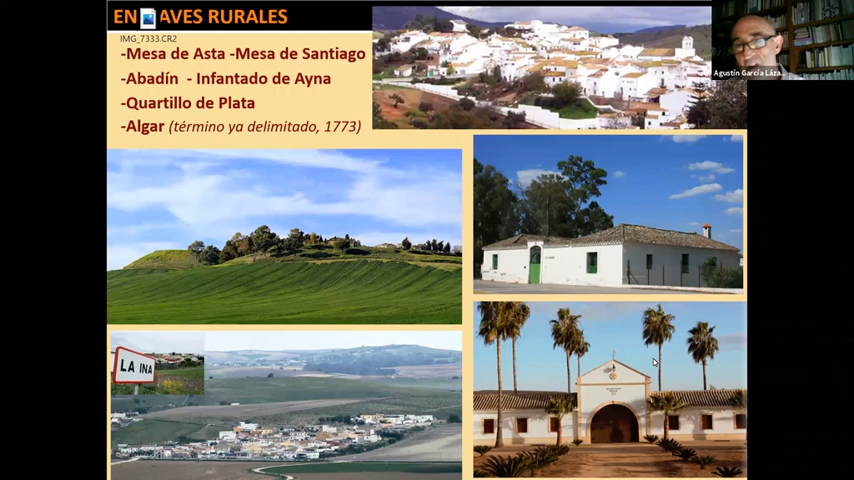 EN AVES RURALES
IMG_7333.CR2
-Mesa de Asta -Mesa de Santiago
-Abadín - Infantado de Ayna
-Quartillo de Plata
-Algar (término ya delimitado, 1773)
Agustín García Láza...
LA INA